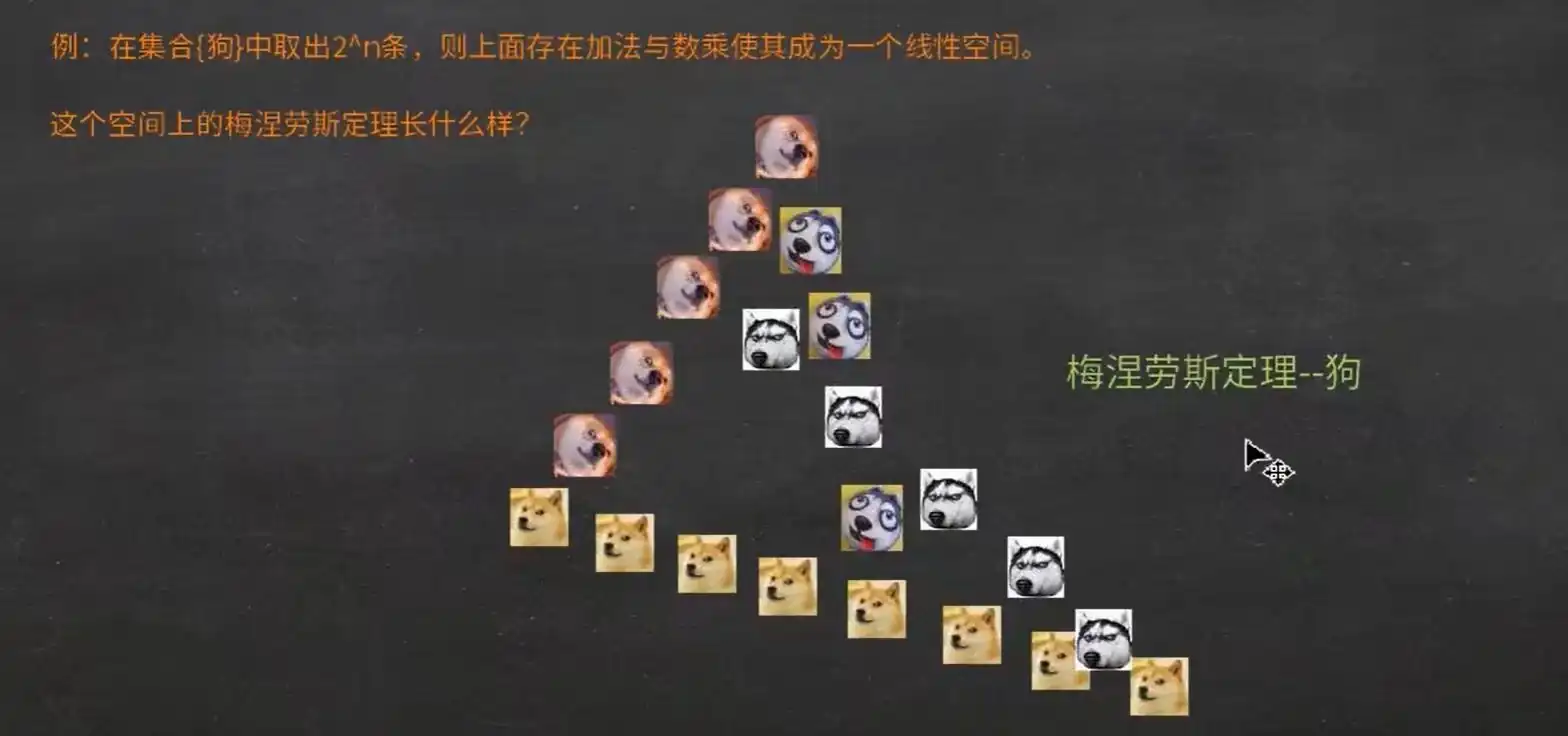 例：在集合{狗}中取出2^n条，则上面存在加法与数乘使其成为一个线性空间。
这个空间上的梅涅劳斯定理长什么样？
梅涅劳斯定理--狗